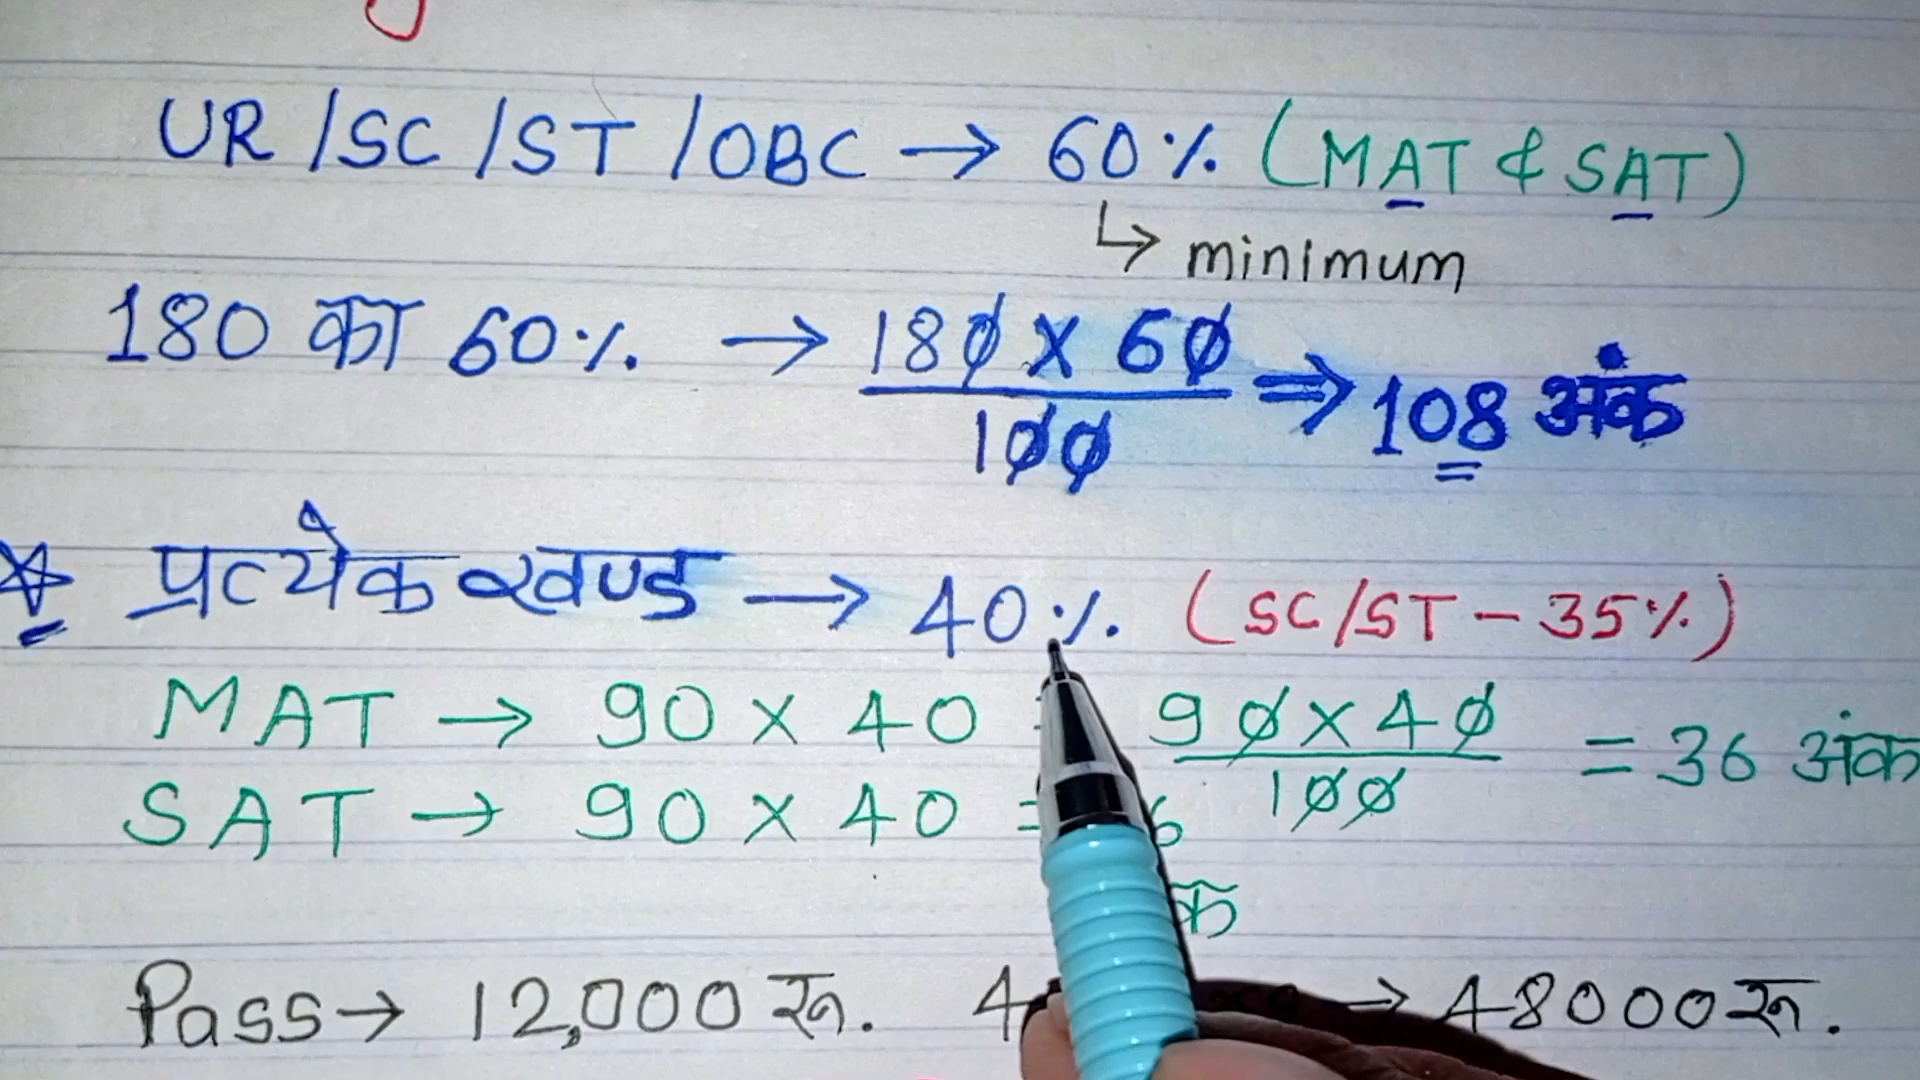 UR /SC /ST /OBC → 60% (MAT & SAT)
↳ minimum
180 का 60% → 180 x 60 / 100 ⇒ 108 अंक
* प्रत्येक खण्ड → 40% (SC/ST - 35%)
MAT → 90 x 40 = 90 x 40 / 100 = 36 अंक
SAT → 90 x 40 =
Pass → 12,000 रू. 4 → 48000 रू.